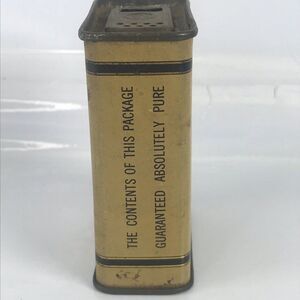 THE CONTENTS OF THIS PACKAGE
GUARANTEED ABSOLUTELY PURE